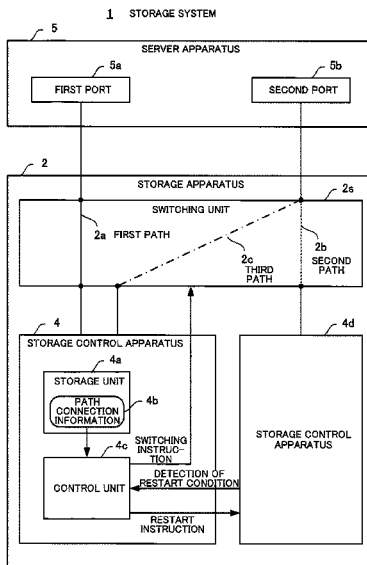 1 STORAGE SYSTEM
5
SERVER APPARATUS
5a
FIRST PORT
5b
SECOND PORT
2
STORAGE APPARATUS
2s
SWITCHING UNIT
2a
FIRST PATH
2c
THIRD PATH
2b
SECOND PATH
4
STORAGE CONTROL APPARATUS
4a
STORAGE UNIT
PATH
CONNECTION
INFORMATION
4b
SWITCHING
INSTRUC-
TION
4c
CONTROL UNIT
DETECTION OF
RESTART CONDITION
RESTART
INSTRUCTION
4d
STORAGE CONTROL
APPARATUS